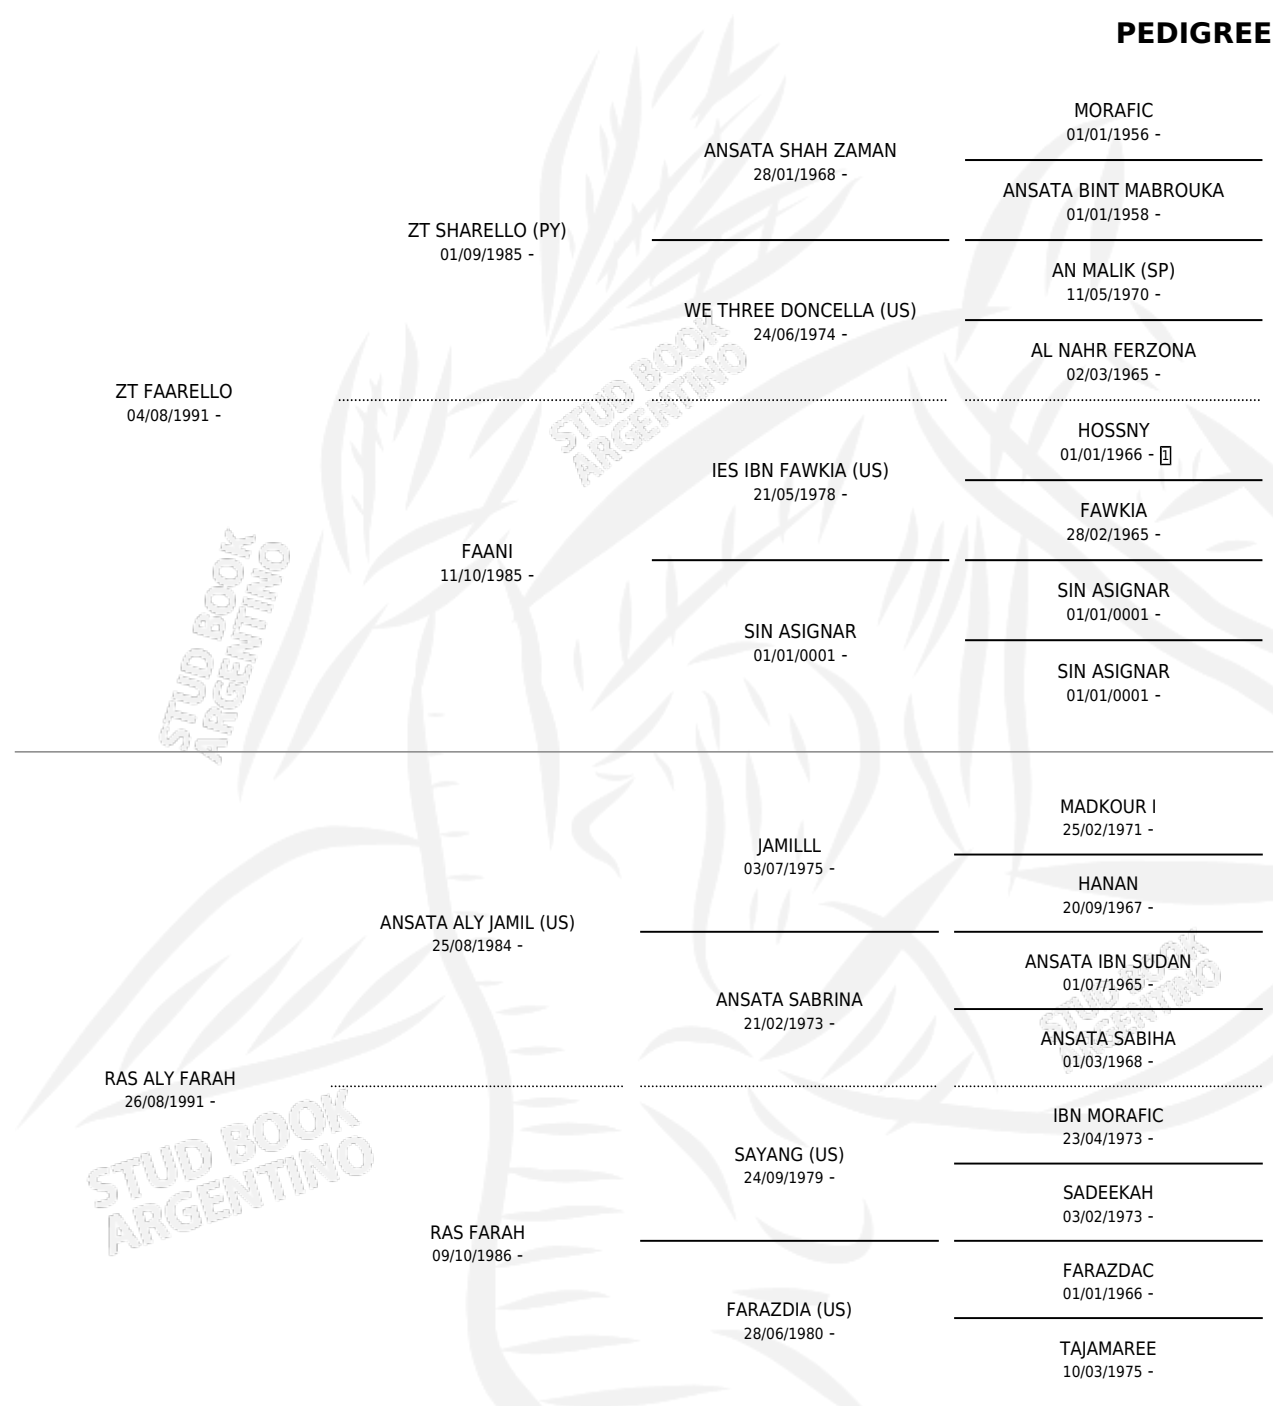 PEDIGREE
MORAFIC
01/01/1956 -
ANSATA SHAH ZAMAN
28/01/1968 -
ANSATA BINT MABROUKA
01/01/1958 -
ZT SHARELLO (PY)
01/09/1985 -
AN MALIK (SP)
11/05/1970 -
WE THREE DONCELLA (US)
24/06/1974 -
AL NAHR FERZONA
02/03/1965 -
ZT FAARELLO
04/08/1991 -
HOSSNY
01/01/1966 - 1
IES IBN FAWKIA (US)
21/05/1978 -
FAWKIA
28/02/1965 -
FAANI
11/10/1985 -
SIN ASIGNAR
01/01/0001 -
SIN ASIGNAR
01/01/0001 -
SIN ASIGNAR
01/01/0001 -
STUD BOOK
ARGENTINO
STUD BOOK
ARGENTINO
MADKOUR I
25/02/1971 -
JAMILLL
03/07/1975 -
HANAN
20/09/1967 -
ANSATA ALY JAMIL (US)
25/08/1984 -
ANSATA IBN SUDAN
01/07/1965 -
ANSATA SABRINA
21/02/1973 -
ANSATA SABIHA
01/03/1968 -
RAS ALY FARAH
26/08/1991 -
IBN MORAFIC
23/04/1973 -
SAYANG (US)
24/09/1979 -
SADEEKAH
03/02/1973 -
RAS FARAH
09/10/1986 -
FARAZDAC
01/01/1966 -
FARAZDIA (US)
28/06/1980 -
TAJAMAREE
10/03/1975 -
STUD BOOK
ARGENTINO
STUD BOOK
ARGENTINO